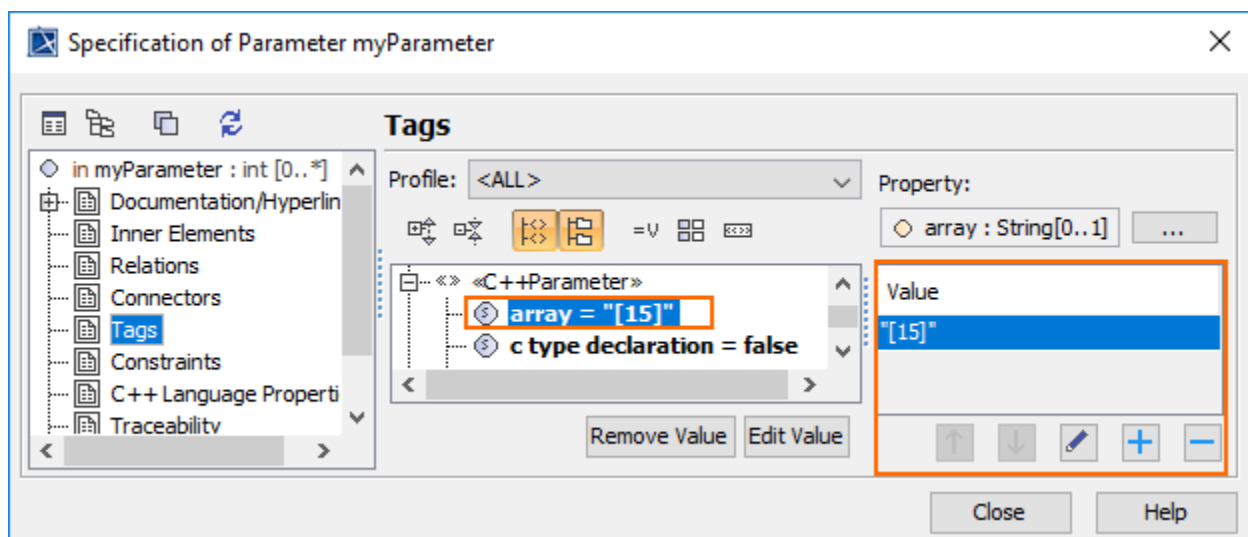 Specification of Parameter myParameter
Tags
in myParameter : int [0..*]
Documentation/Hyperlin
Inner Elements
Relations
Connectors
Tags
Constraints
C++ Language Properti
Traceability
Profile: <ALL>
=V
«» «C++Parameter»
array = "[15]"
c type declaration = false
Remove Value
Edit Value
Property:
array : String[0..1]
...
Value
"[15]"
Close
Help